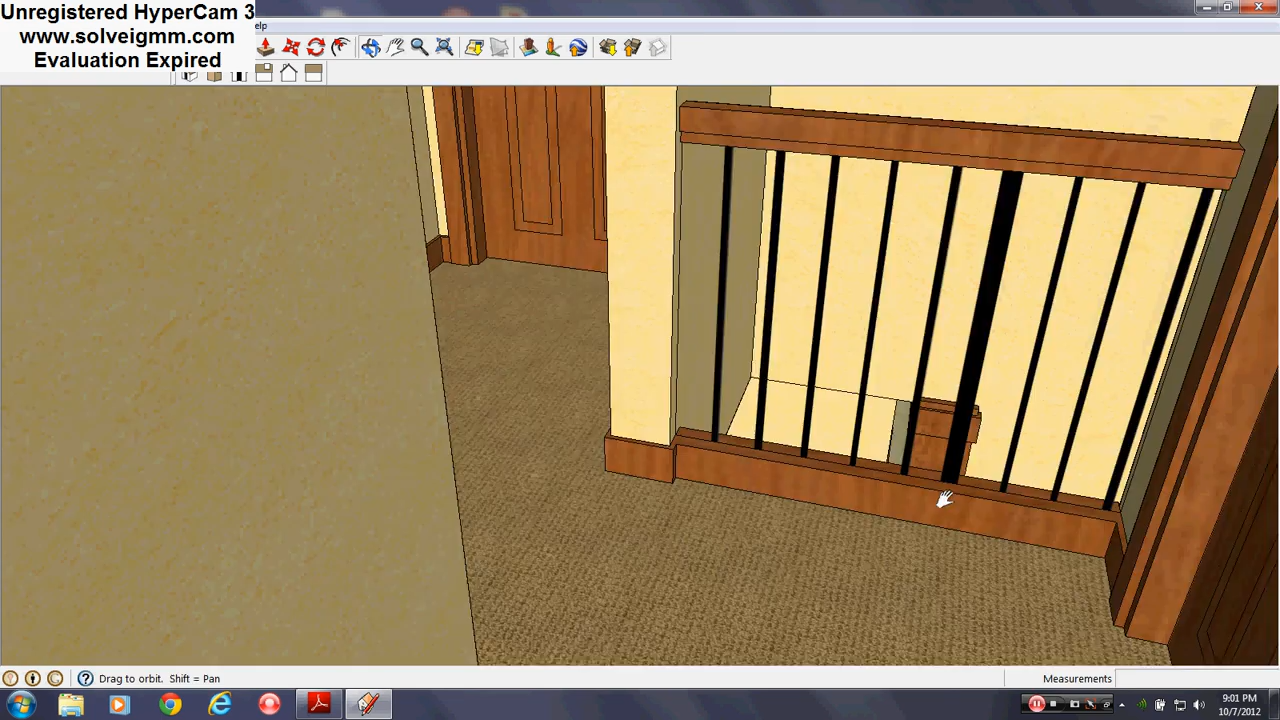 Unregistered HyperCam 3
www.solveigmm.com
Evaluation Expired
elp
Drag to orbit. Shift = Pan
Measurements
9:01 PM
10/7/2012